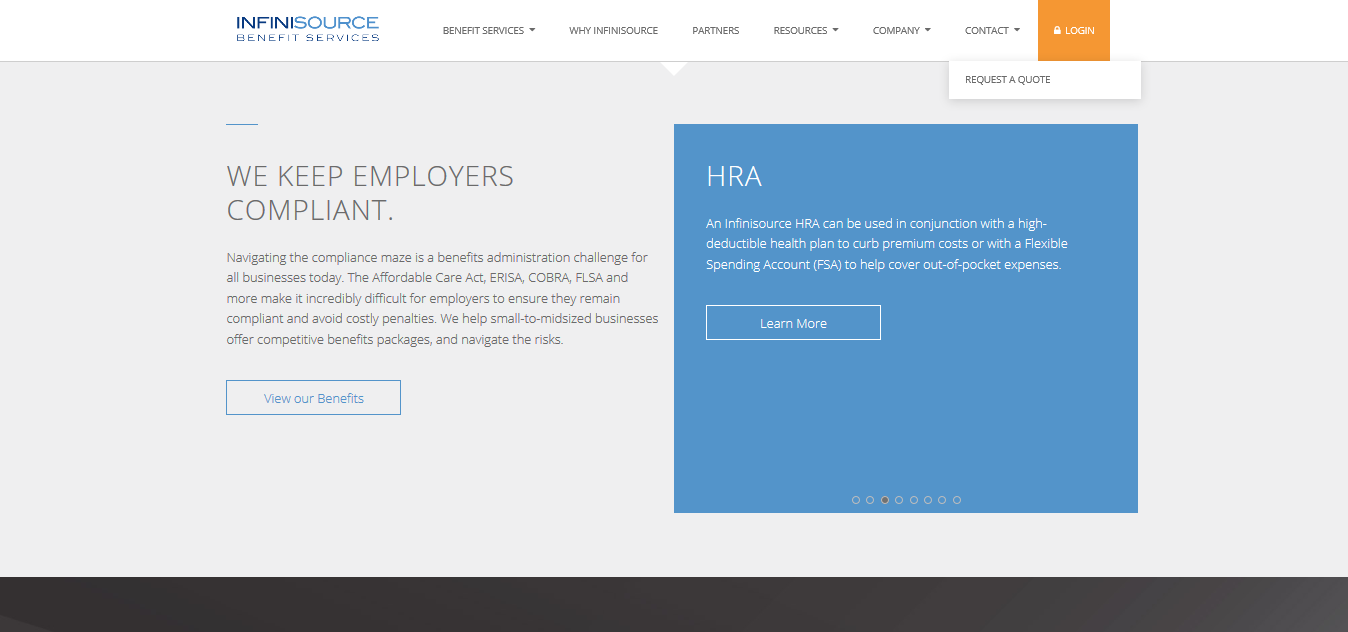 INFINISOURCE
BENEFIT SERVICES
BENEFIT SERVICES
WHY INFINISOURCE
PARTNERS
RESOURCES
COMPANY
CONTACT
LOGIN
REQUEST A QUOTE
WE KEEP EMPLOYERS
COMPLIANT.
Navigating the compliance maze is a benefits administration challenge for
all businesses today. The Affordable Care Act, ERISA, COBRA, FLSA and
more make it incredibly difficult for employers to ensure they remain
compliant and avoid costly penalties. We help small-to-midsized businesses
offer competitive benefits packages, and navigate the risks.
View our Benefits
HRA
An Infinisource HRA can be used in conjunction with a high-
deductible health plan to curb premium costs or with a Flexible
Spending Account (FSA) to help cover out-of-pocket expenses.
Learn More